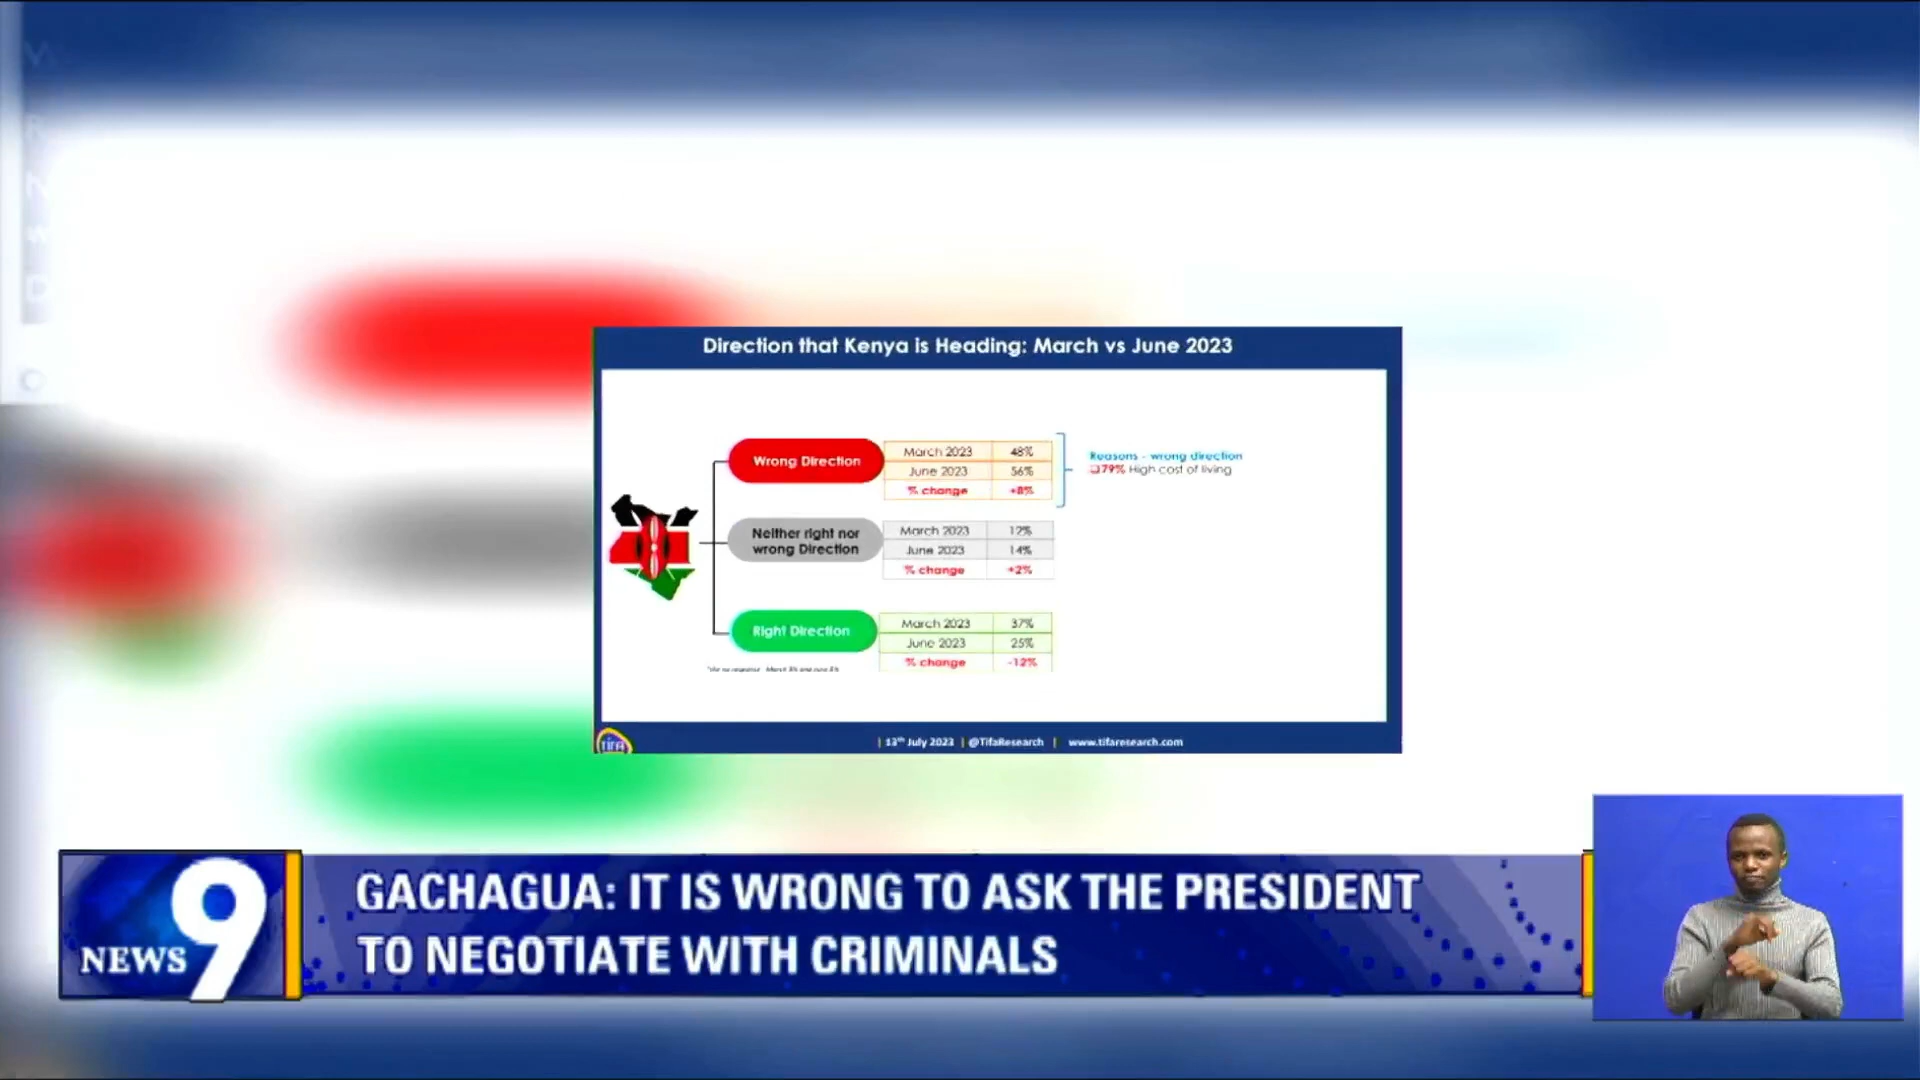 Direction that Kenya is Heading: March vs June 2023
Wrong Direction
March 2023 48%
June 2023 56%
% change +8%
Reasons - wrong direction
79% High cost of living
Neither right nor
wrong Direction
March 2023 12%
June 2023 14%
% change +2%
Right Direction
March 2023 37%
June 2023 25%
% change -12%
TIFA
| 13th July 2023 | @TifaResearch | www.tifaresearch.com
NEWS 9
GACHAGUA: IT IS WRONG TO ASK THE PRESIDENT
TO NEGOTIATE WITH CRIMINALS